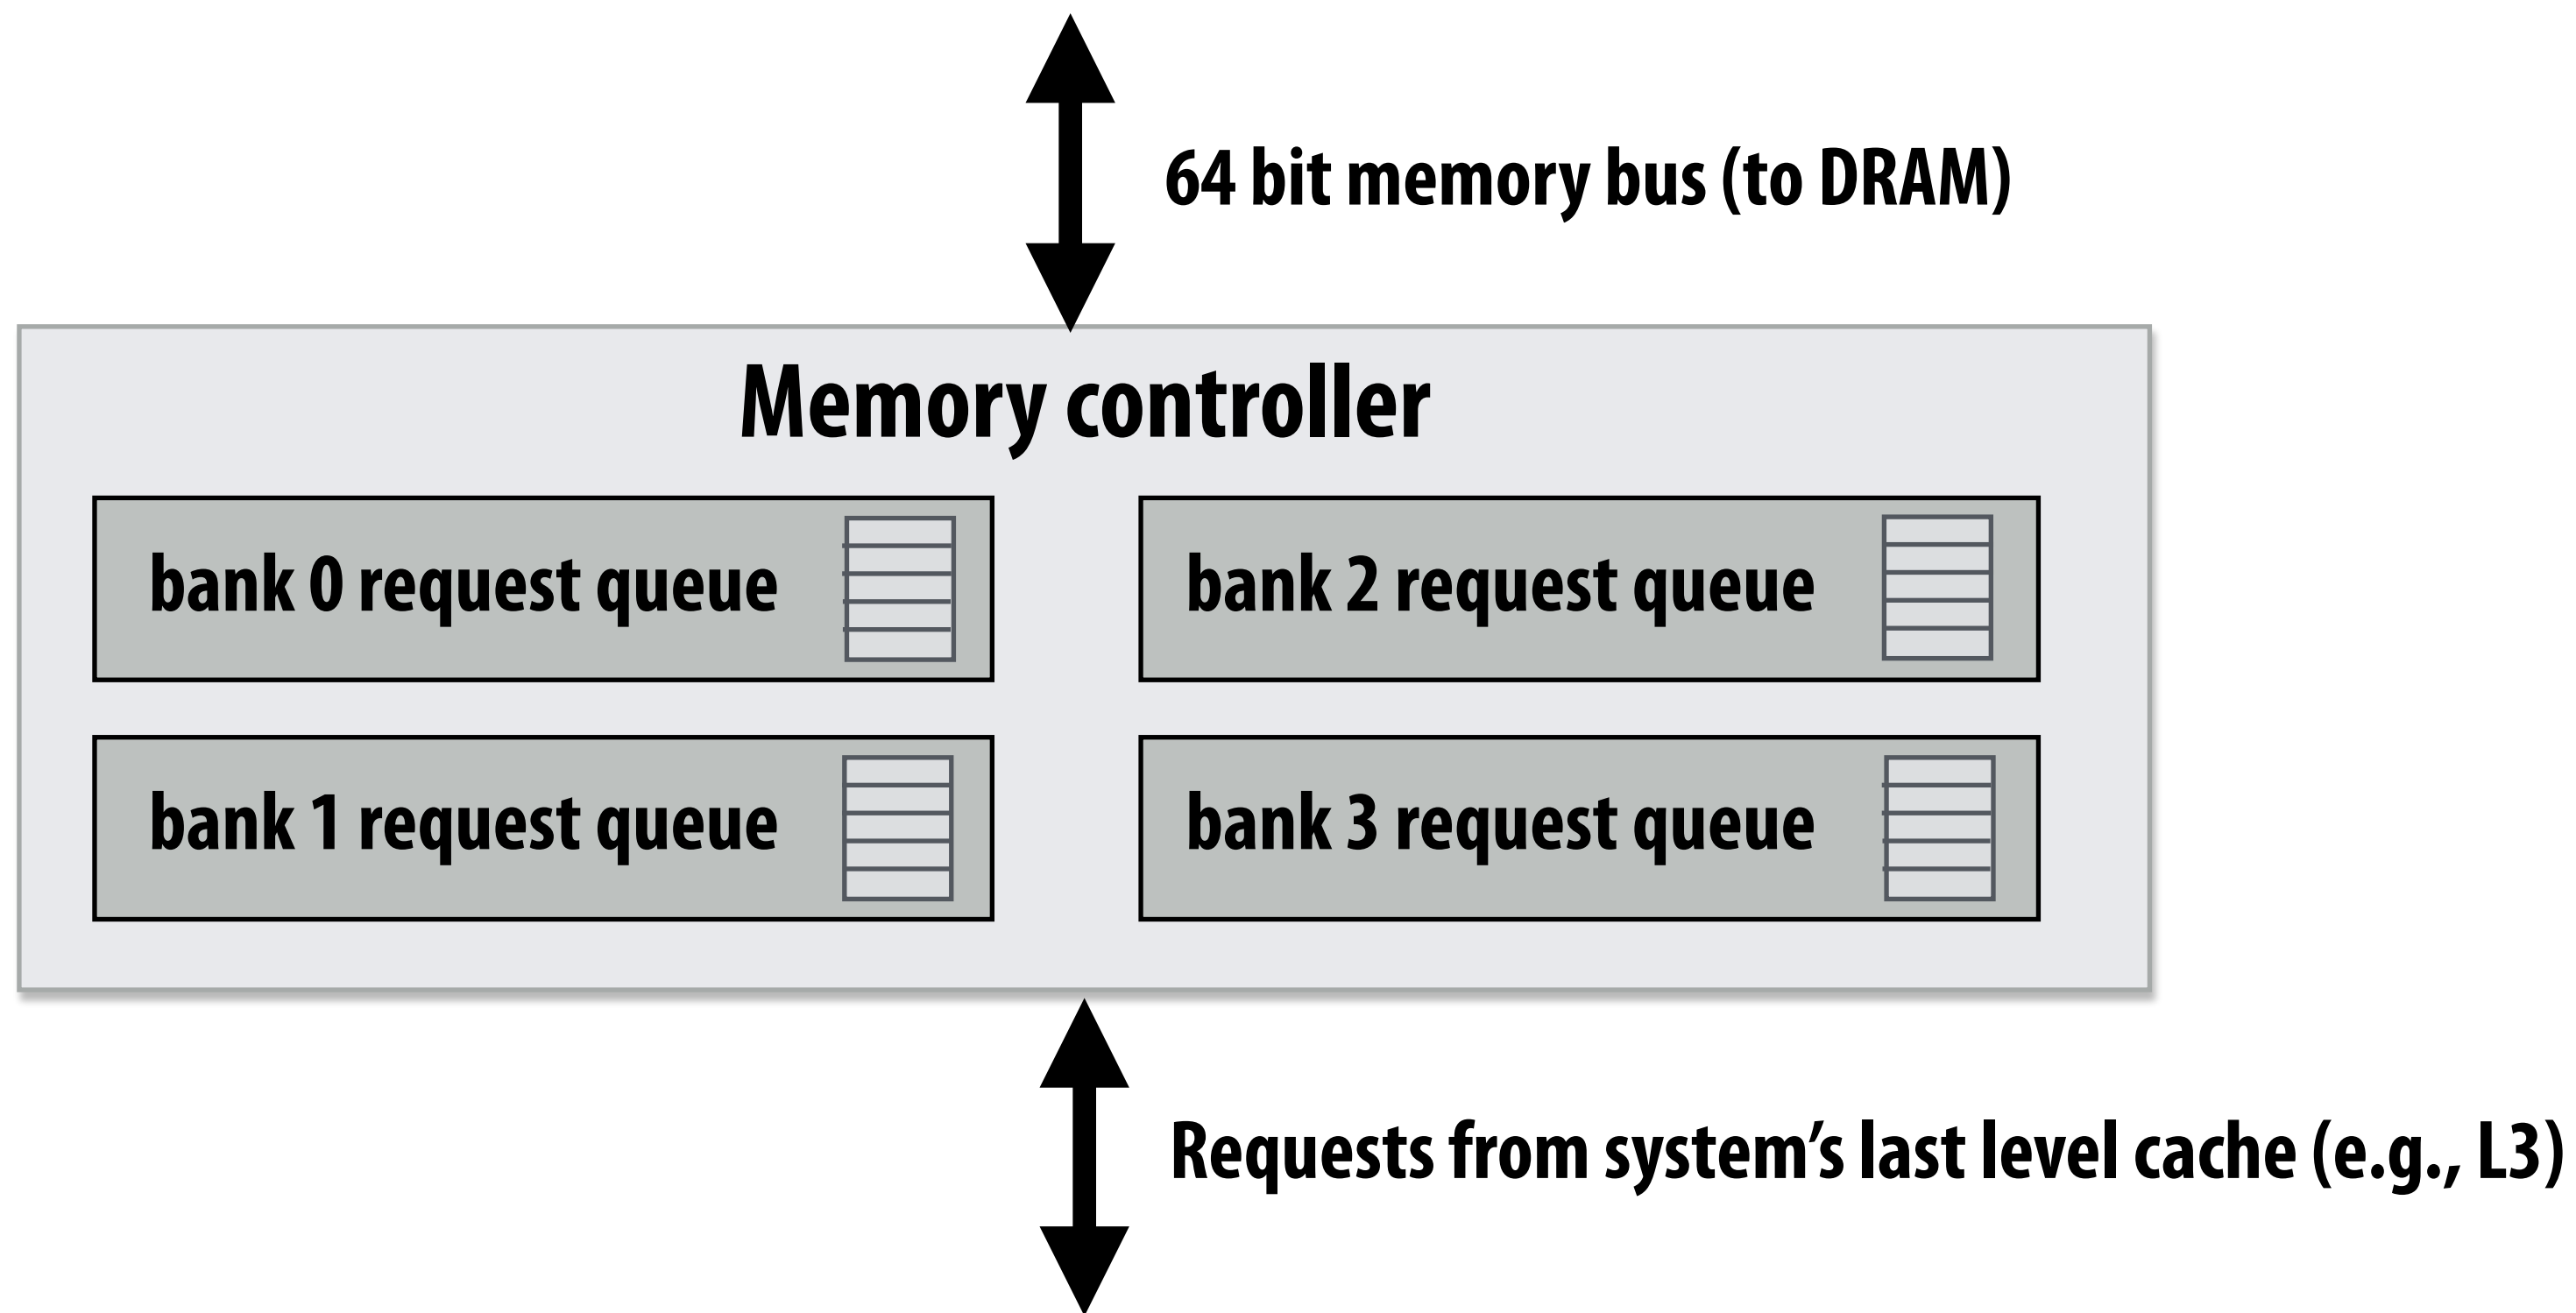 64 bit memory bus (to DRAM)
Memory controller
bank 0 request queue
bank 2 request queue
bank 1 request queue
bank 3 request queue
Requests from system’s last level cache (e.g., L3)